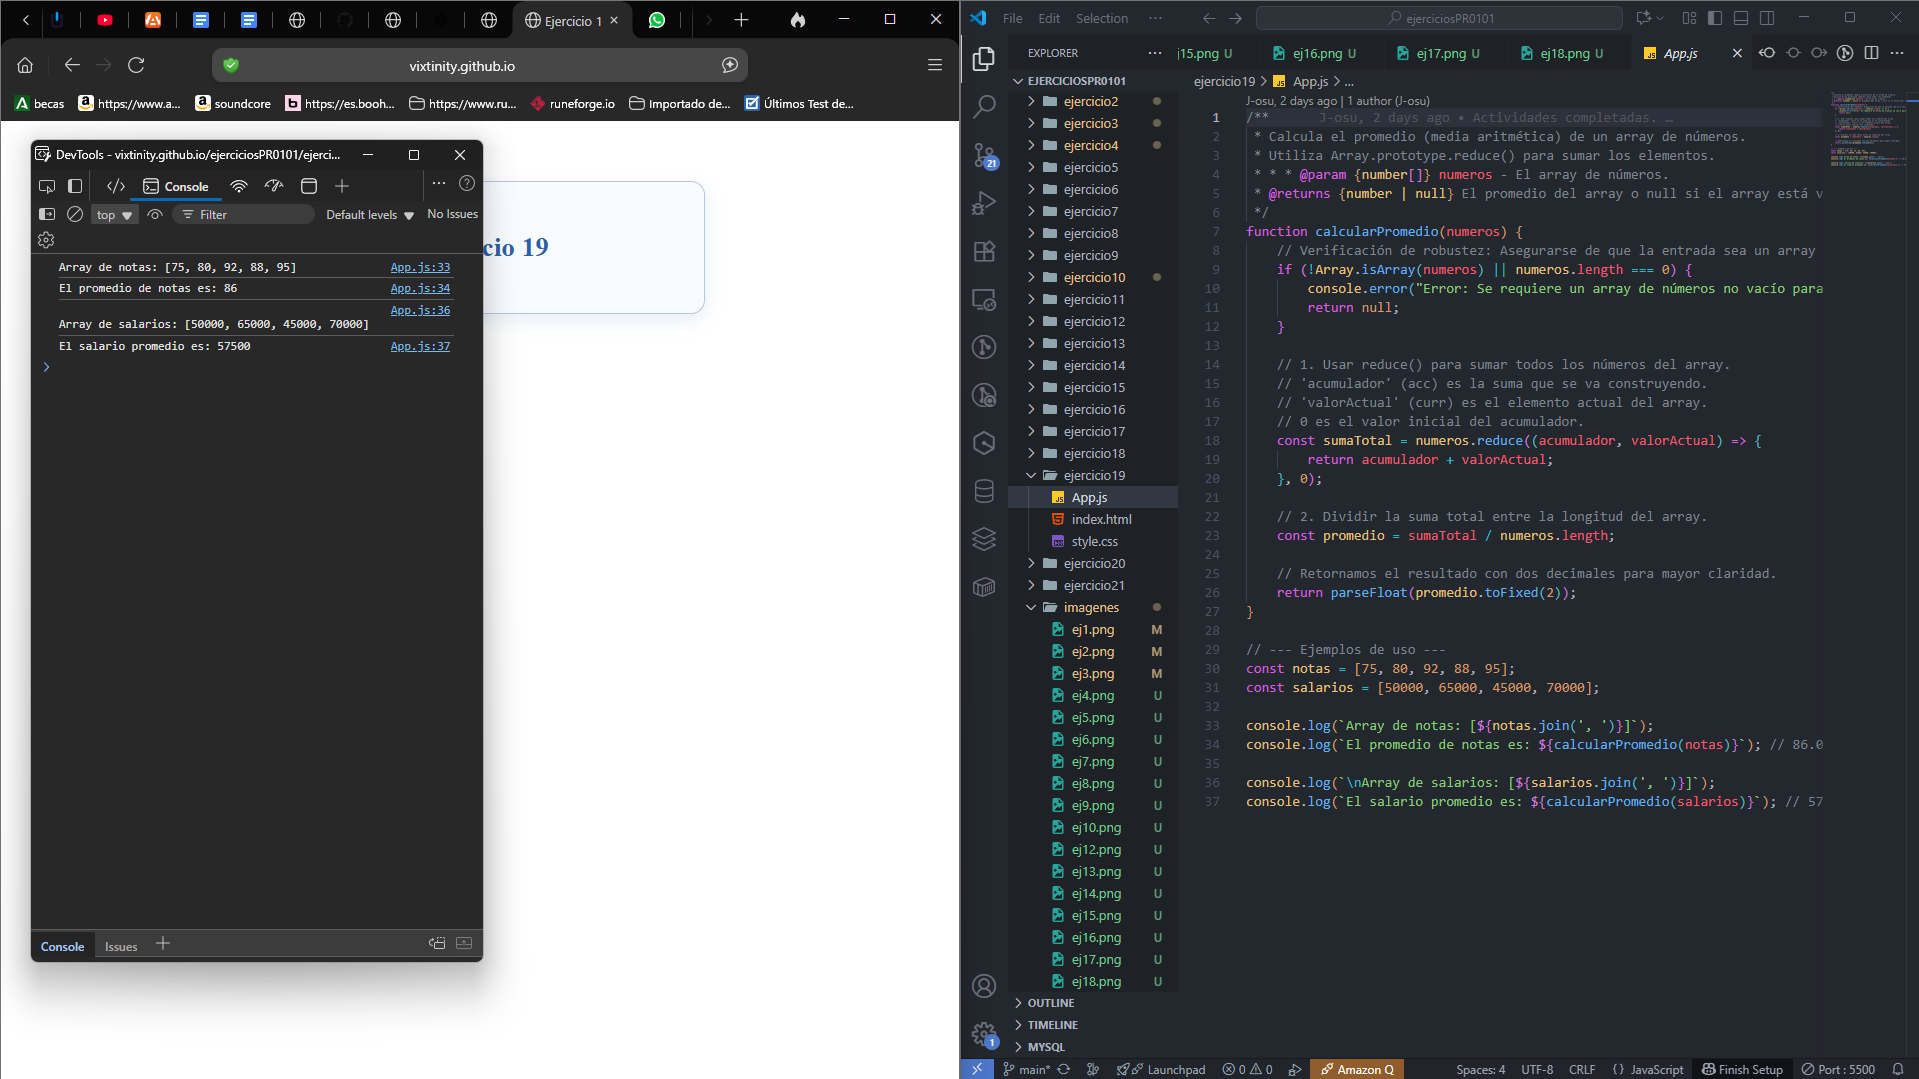 Ejercicio 1
vixtinity.github.io
becas
https://www.a...
soundcore
https://es.booh...
https://www.ru...
runeforge.io
Importado de...
Últimos Test de...
cio 19
DevTools - vixtinity.github.io/ejerciciosPR0101/ejerci...
Console
top
Filter
Default levels
No Issues
Array de notas: [75, 80, 92, 88, 95] App.js:33
El promedio de notas es: 86 App.js:34
App.js:36
Array de salarios: [50000, 65000, 45000, 70000]
El salario promedio es: 57500 App.js:37
Console
Issues
File Edit Selection
ejerciciosPR0101
EXPLORER
j15.png U
ej16.png U
ej17.png U
ej18.png U
App.js
EJERCICIOSPR0101
ejercicio2
ejercicio3
ejercicio4
ejercicio5
ejercicio6
ejercicio7
ejercicio8
ejercicio9
ejercicio10
ejercicio11
ejercicio12
ejercicio13
ejercicio14
ejercicio15
ejercicio16
ejercicio17
ejercicio18
ejercicio19
App.js
index.html
style.css
ejercicio20
ejercicio21
imagenes
ej1.png M
ej2.png M
ej3.png M
ej4.png U
ej5.png U
ej6.png U
ej7.png U
ej8.png U
ej9.png U
ej10.png U
ej12.png U
ej13.png U
ej14.png U
ej15.png U
ej16.png U
ej17.png U
ej18.png U
OUTLINE
TIMELINE
MYSQL
21
1
ejercicio19 > App.js > ...
J-osu, 2 days ago | 1 author (J-osu)
1 /** J-osu, 2 days ago • Actividades completadas. …
2 * Calcula el promedio (media aritmética) de un array de números.
3 * Utiliza Array.prototype.reduce() para sumar los elementos.
4 * * * @param {number[]} numeros - El array de números.
5 * @returns {number | null} El promedio del array o null si el array está v
6 */
7 function calcularPromedio(numeros) {
8 // Verificación de robustez: Asegurarse de que la entrada sea un array
9 if (!Array.isArray(numeros) || numeros.length === 0) {
10 console.error("Error: Se requiere un array de números no vacío para
11 return null;
12 }
13
14 // 1. Usar reduce() para sumar todos los números del array.
15 // 'acumulador' (acc) es la suma que se va construyendo.
16 // 'valorActual' (curr) es el elemento actual del array.
17 // 0 es el valor inicial del acumulador.
18 const sumaTotal = numeros.reduce((acumulador, valorActual) => {
19 return acumulador + valorActual;
20 }, 0);
21
22 // 2. Dividir la suma total entre la longitud del array.
23 const promedio = sumaTotal / numeros.length;
24
25 // Retornamos el resultado con dos decimales para mayor claridad.
26 return parseFloat(promedio.toFixed(2));
27 }
28
29 // --- Ejemplos de uso ---
30 const notas = [75, 80, 92, 88, 95];
31 const salarios = [50000, 65000, 45000, 70000];
32
33 console.log(`Array de notas: [${notas.join(', ')}]`);
34 console.log(`El promedio de notas es: ${calcularPromedio(notas)}`); // 86.0
35
36 console.log(`\nArray de salarios: [${salarios.join(', ')}]`);
37 console.log(`El salario promedio es: ${calcularPromedio(salarios)}`); // 57
main* Launchpad 0 0 Amazon Q Spaces: 4 UTF-8 CRLF {} JavaScript Finish Setup Port : 5500